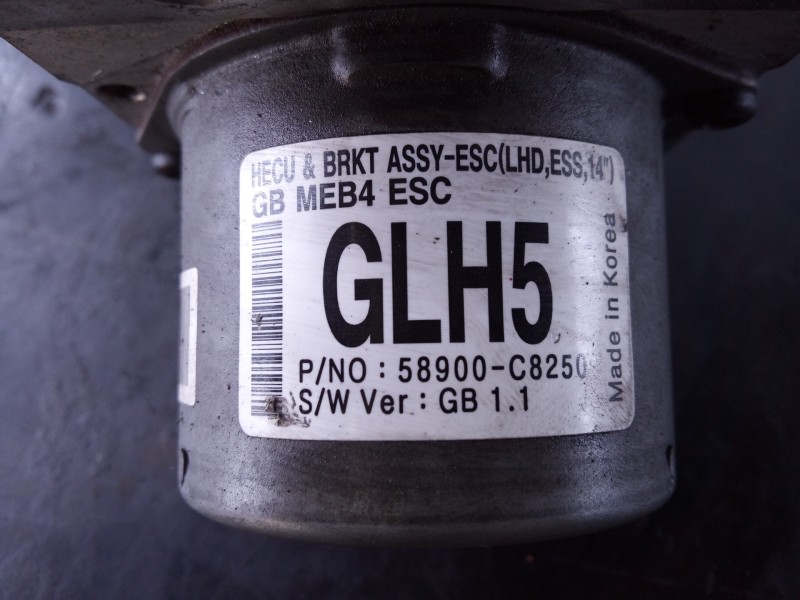 HECU & BRKT ASSY-ESC(LHD,ESS,14")
GB MEB4 ESC
GLH5
P/NO : 58900-C8250
S/W Ver : GB 1.1
Made in Korea